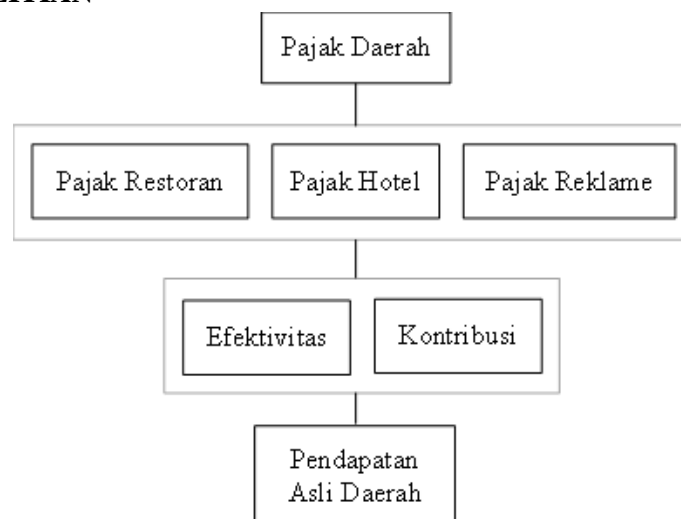 Pajak Daerah
Pajak Restoran
Pajak Hotel
Pajak Reklame
Efektivitas
Kontribusi
Pendapatan
Asli Daerah